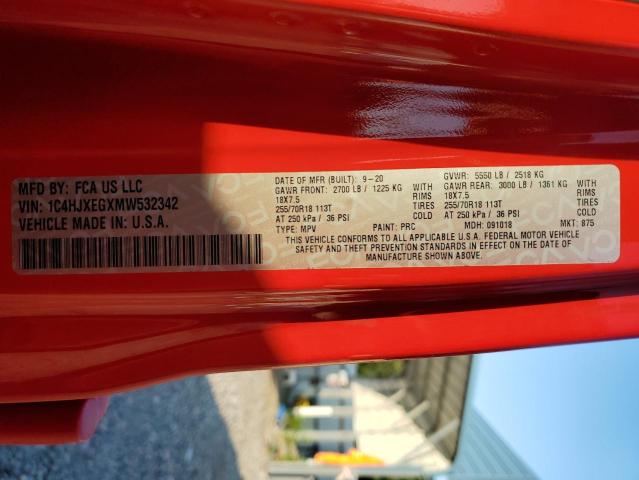 MFD BY: FCA US LLC
VIN: 1C4HJXEGXMW532342
VEHICLE MADE IN U.S.A.
DATE OF MFR (BUILT): 9-20
GAWR FRONT: 2700 LB / 1225 KG WITH
18X7.5 RIMS
255/70R18 113T TIRES
AT 250 kPa / 36 PSI
TYPE: MPV PAINT: PRC
GVWR: 5550 LB / 2518 KG
GAWR REAR: 3000 LB / 1361 KG WITH
18X7.5 RIMS
255/70R18 113T TIRES
AT 250 kPa / 36 PSI
MDH: 091018 MKT: 875
THIS VEHICLE CONFORMS TO ALL APPLICABLE U.S.A. FEDERAL MOTOR VEHICLE
SAFETY AND THEFT PREVENTION STANDARDS IN EFFECT ON THE DATE OF
MANUFACTURE SHOWN ABOVE.